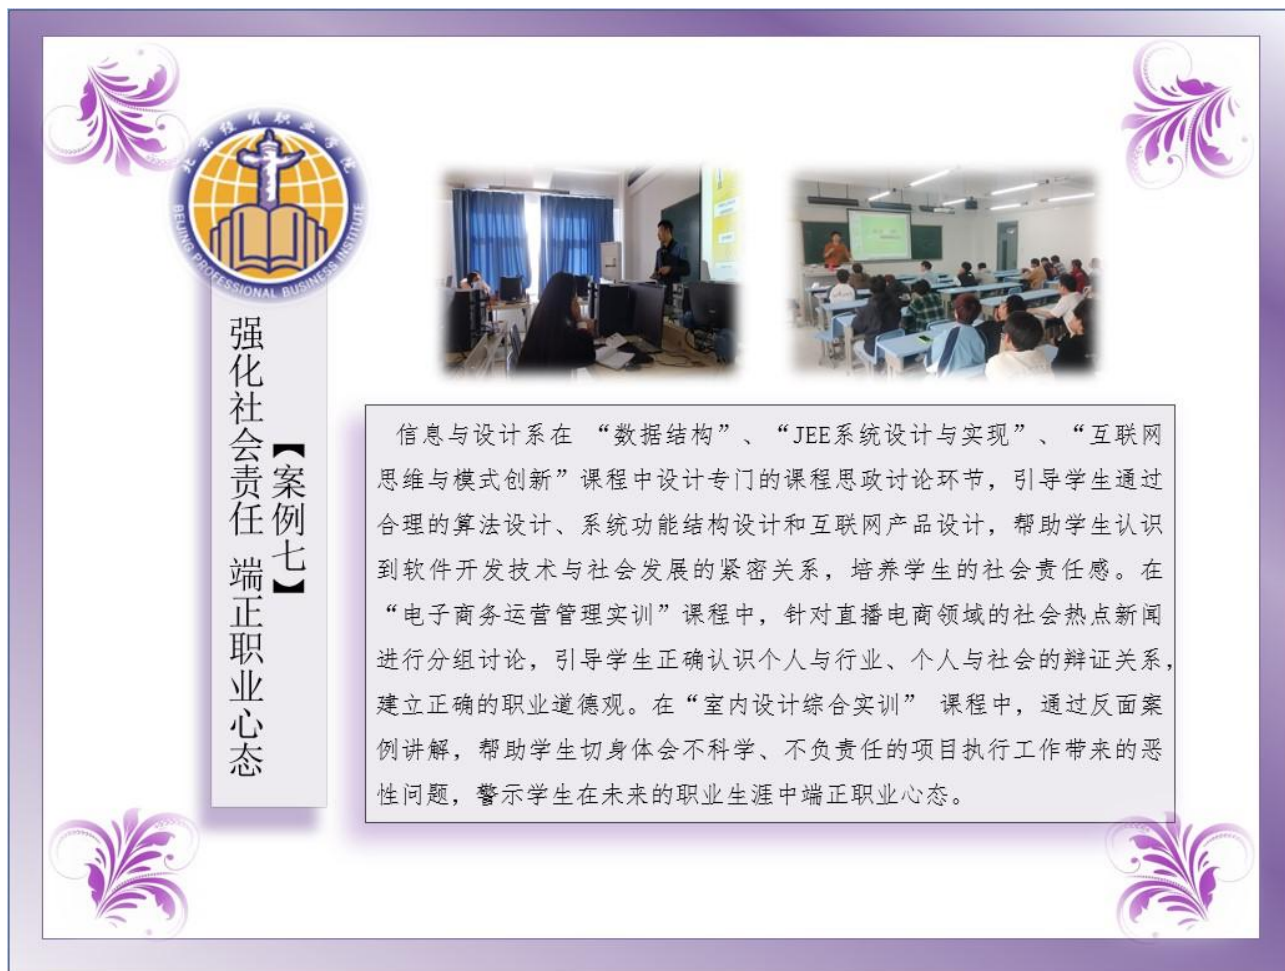 北京经贸职业学院
BEIJING PROFESSIONAL BUSINESS INSTITUTE
【案例七】
强化社会责任 端正职业心态
信息与设计系在 “数据结构”、“JEE系统设计与实现”、“互联网
思维与模式创新”课程中设计专门的课程思政讨论环节，引导学生通过
合理的算法设计、系统功能结构设计和互联网产品设计，帮助学生认识
到软件开发技术与社会发展的紧密关系，培养学生的社会责任感。在
“电子商务运营管理实训”课程中，针对直播电商领域的社会热点新闻
进行分组讨论，引导学生正确认识个人与行业、个人与社会的辩证关系，
建立正确的职业道德观。在“室内设计综合实训” 课程中，通过反面案
例讲解，帮助学生切身体会不科学、不负责任的项目执行工作带来的恶
性问题，警示学生在未来的职业生涯中端正职业心态。